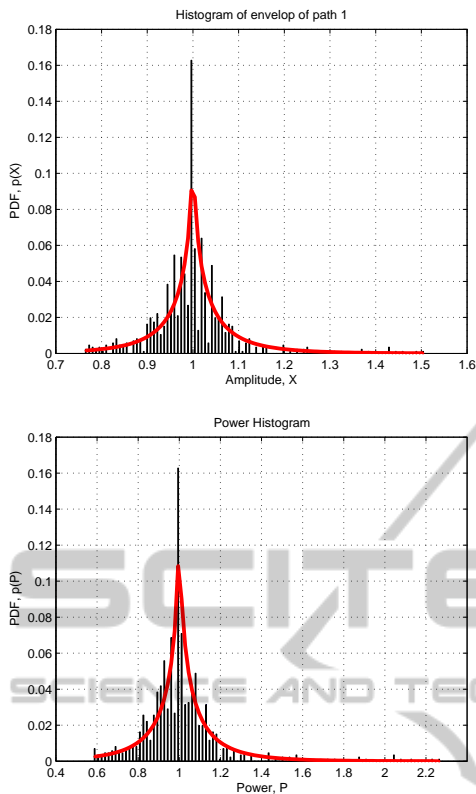 Histogram of envelop of path 1
0.18
0.16
0.14
0.12
0.1
0.08
0.06
0.04
0.02
0
PDF, p(X)
0.7 0.8 0.9 1 1.1 1.2 1.3 1.4 1.5 1.6
Amplitude, X
Power Histogram
0.18
0.16
0.14
0.12
0.1
0.08
0.06
0.04
0.02
0
PDF, p(P)
0.4 0.6 0.8 1 1.2 1.4 1.6 1.8 2 2.2
Power, P
SCITE
SCIENCE AND TEC